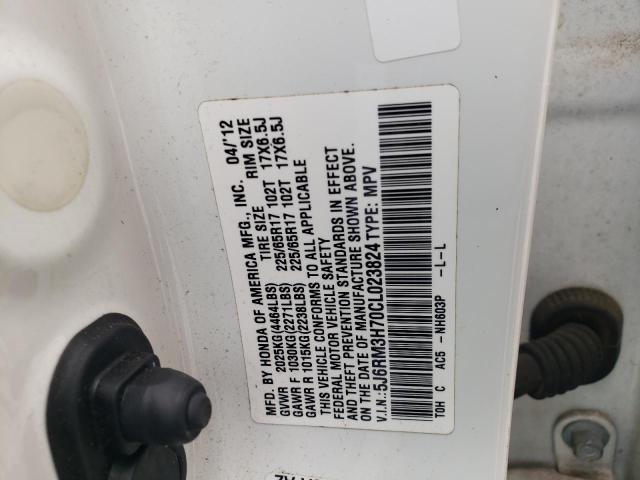 MFD. BY HONDA OF AMERICA MFG., INC. 04/'12
TIRE SIZE RIM SIZE
GVWR 2025KG(4464LBS)
GAWR F 1030KG(2271LBS) 225/65R17 102T 17X6.5J
GAWR R 1015KG(2238LBS) 225/65R17 102T 17X6.5J
THIS VEHICLE CONFORMS TO ALL APPLICABLE
FEDERAL MOTOR VEHICLE SAFETY
AND THEFT PREVENTION STANDARDS IN EFFECT
ON THE DATE OF MANUFACTURE SHOWN ABOVE.
V.I.N.:5J6RM3H70CL023824 TYPE: MPV
TOH C AC5 -NH603P -L-L